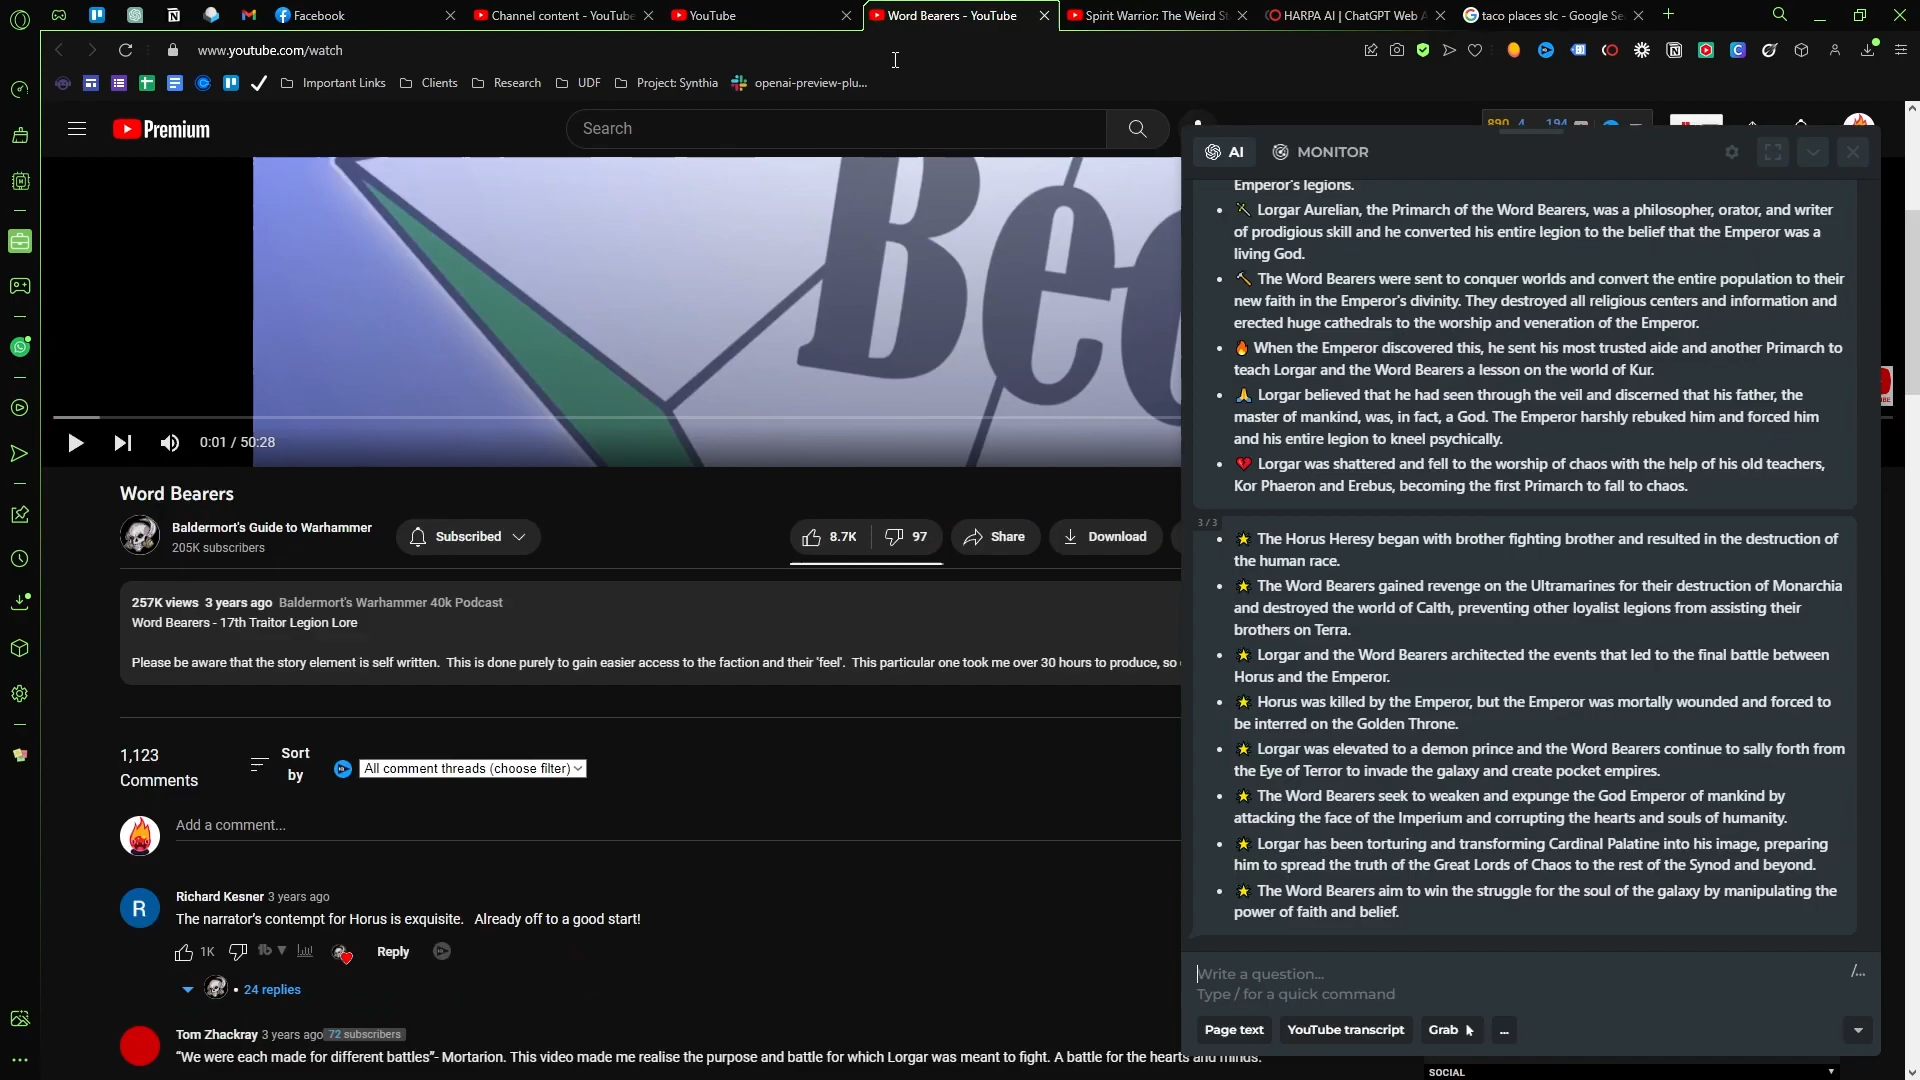 Facebook
Channel content - YouTube
YouTube
Word Bearers - YouTube
Spirit Warrior: The Weird St
HARPA AI | ChatGPT Web A
taco places slc - Google Se
www.youtube.com/watch
Important Links
Clients
Research
UDF
Project: Synthia
openai-preview-plu...
Premium
Search
890 4 194
AI
MONITOR
Be
Emperor's legions.
Lorgar Aurelian, the Primarch of the Word Bearers, was a philosopher, orator, and writer
of prodigious skill and he converted his entire legion to the belief that the Emperor was a
living God.
The Word Bearers were sent to conquer worlds and convert the entire population to their
new faith in the Emperor's divinity. They destroyed all religious centers and information and
erected huge cathedrals to the worship and veneration of the Emperor.
When the Emperor discovered this, he sent his most trusted aide and another Primarch to
teach Lorgar and the Word Bearers a lesson on the world of Kur.
Lorgar believed that he had seen through the veil and discerned that his father, the
master of mankind, was, in fact, a God. The Emperor harshly rebuked him and forced him
and his entire legion to kneel psychically.
Lorgar was shattered and fell to the worship of chaos with the help of his old teachers,
Kor Phaeron and Erebus, becoming the first Primarch to fall to chaos.
3/3
The Horus Heresy began with brother fighting brother and resulted in the destruction of
the human race.
The Word Bearers gained revenge on the Ultramarines for their destruction of Monarchia
and destroyed the world of Calth, preventing other loyalist legions from assisting their
brothers on Terra.
Lorgar and the Word Bearers architected the events that led to the final battle between
Horus and the Emperor.
Horus was killed by the Emperor, but the Emperor was mortally wounded and forced to
be interred on the Golden Throne.
Lorgar was elevated to a demon prince and the Word Bearers continue to sally forth from
the Eye of Terror to invade the galaxy and create pocket empires.
The Word Bearers seek to weaken and expunge the God Emperor of mankind by
attacking the face of the Imperium and corrupting the hearts and souls of humanity.
Lorgar has been torturing and transforming Cardinal Palatine into his image, preparing
him to spread the truth of the Great Lords of Chaos to the rest of the Synod and beyond.
The Word Bearers aim to win the struggle for the soul of the galaxy by manipulating the
power of faith and belief.
Write a question...
/...
Type / for a quick command
Page text
YouTube transcript
Grab
...
0:01 / 50:28
Word Bearers
Baldermort's Guide to Warhammer
205K subscribers
Subscribed
8.7K
97
Share
Download
257K views 3 years ago Baldermort's Warhammer 40k Podcast
Word Bearers - 17th Traitor Legion Lore
Please be aware that the story element is self written. This is done purely to gain easier access to the faction and their 'feel'. This particular one took me over 30 hours to produce, so
1,123
Comments
Sort
by
All comment threads (choose filter)
Add a comment...
R
Richard Kesner 3 years ago
The narrator's contempt for Horus is exquisite. Already off to a good start!
1K
Reply
24 replies
Tom Zhackray 3 years ago 72 subscribers
“We were each made for different battles”- Mortarion. This video made me realise the purpose and battle for which Lorgar was meant to fight. A battle for the hearts and minds.
SOCIAL